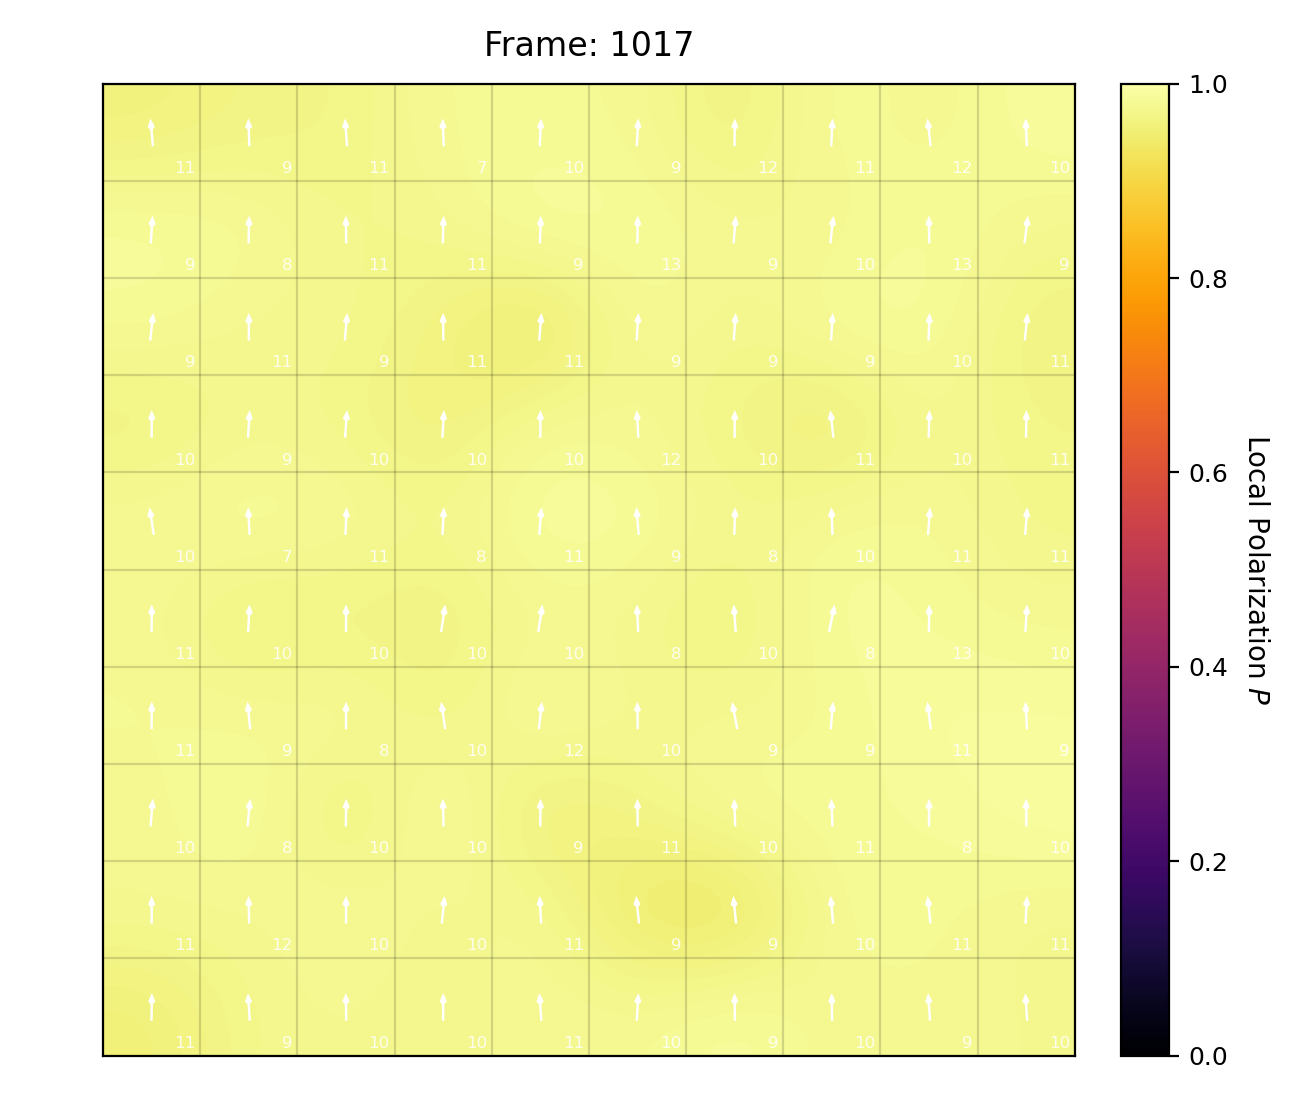 Frame: 1017
11 9 11 7 10 9 12 11 12 10
9 8 11 11 9 13 9 10 13 9
9 11 9 11 11 9 9 9 10 11
10 9 10 10 10 12 10 11 10 11
10 7 11 8 11 9 8 10 11 11
11 10 10 10 10 8 10 8 13 10
11 9 8 10 12 10 9 9 11 9
10 8 10 10 9 11 10 11 8 10
11 12 10 10 11 9 9 10 11 11
11 9 10 10 11 10 9 10 9 10
1.0
0.8
0.6
0.4
0.2
0.0
Local Polarization P